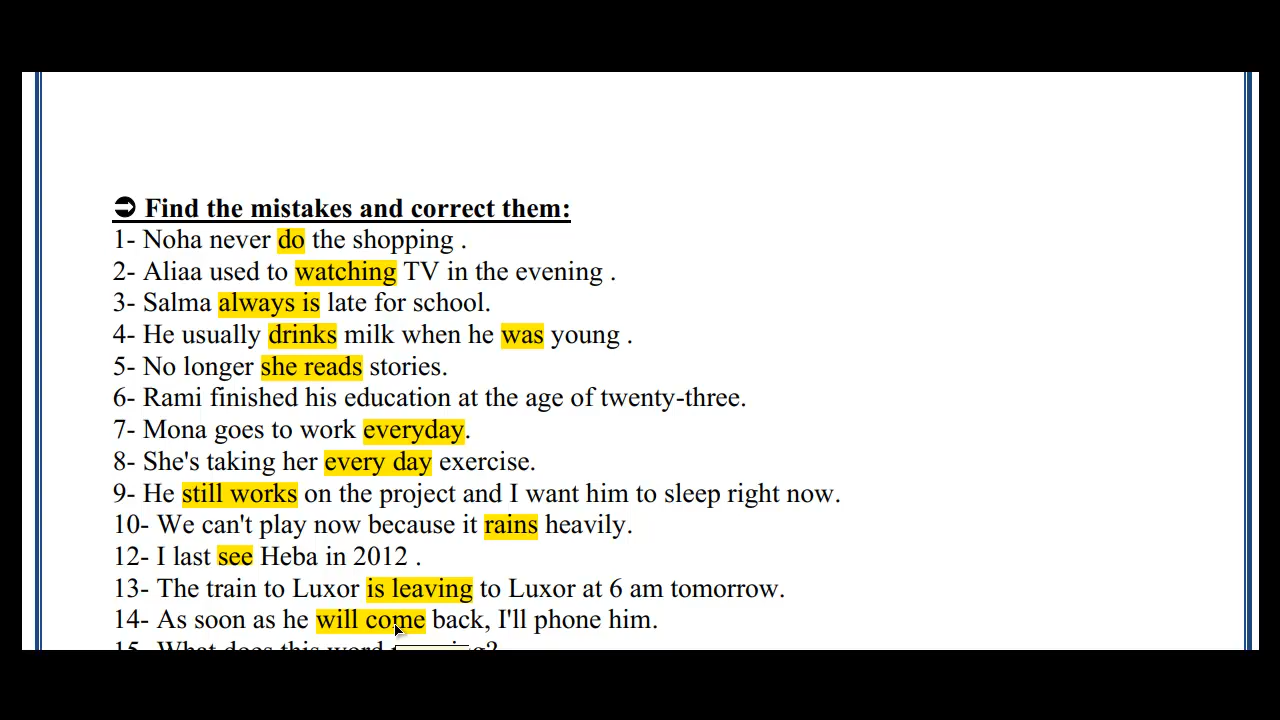 ➲ Find the mistakes and correct them:
1- Noha never do the shopping .
2- Aliaa used to watching TV in the evening .
3- Salma always is late for school.
4- He usually drinks milk when he was young .
5- No longer she reads stories.
6- Rami finished his education at the age of twenty-three.
7- Mona goes to work everyday.
8- She's taking her every day exercise.
9- He still works on the project and I want him to sleep right now.
10- We can't play now because it rains heavily.
12- I last see Heba in 2012 .
13- The train to Luxor is leaving to Luxor at 6 am tomorrow.
14- As soon as he will come back, I'll phone him.
15- What does this word